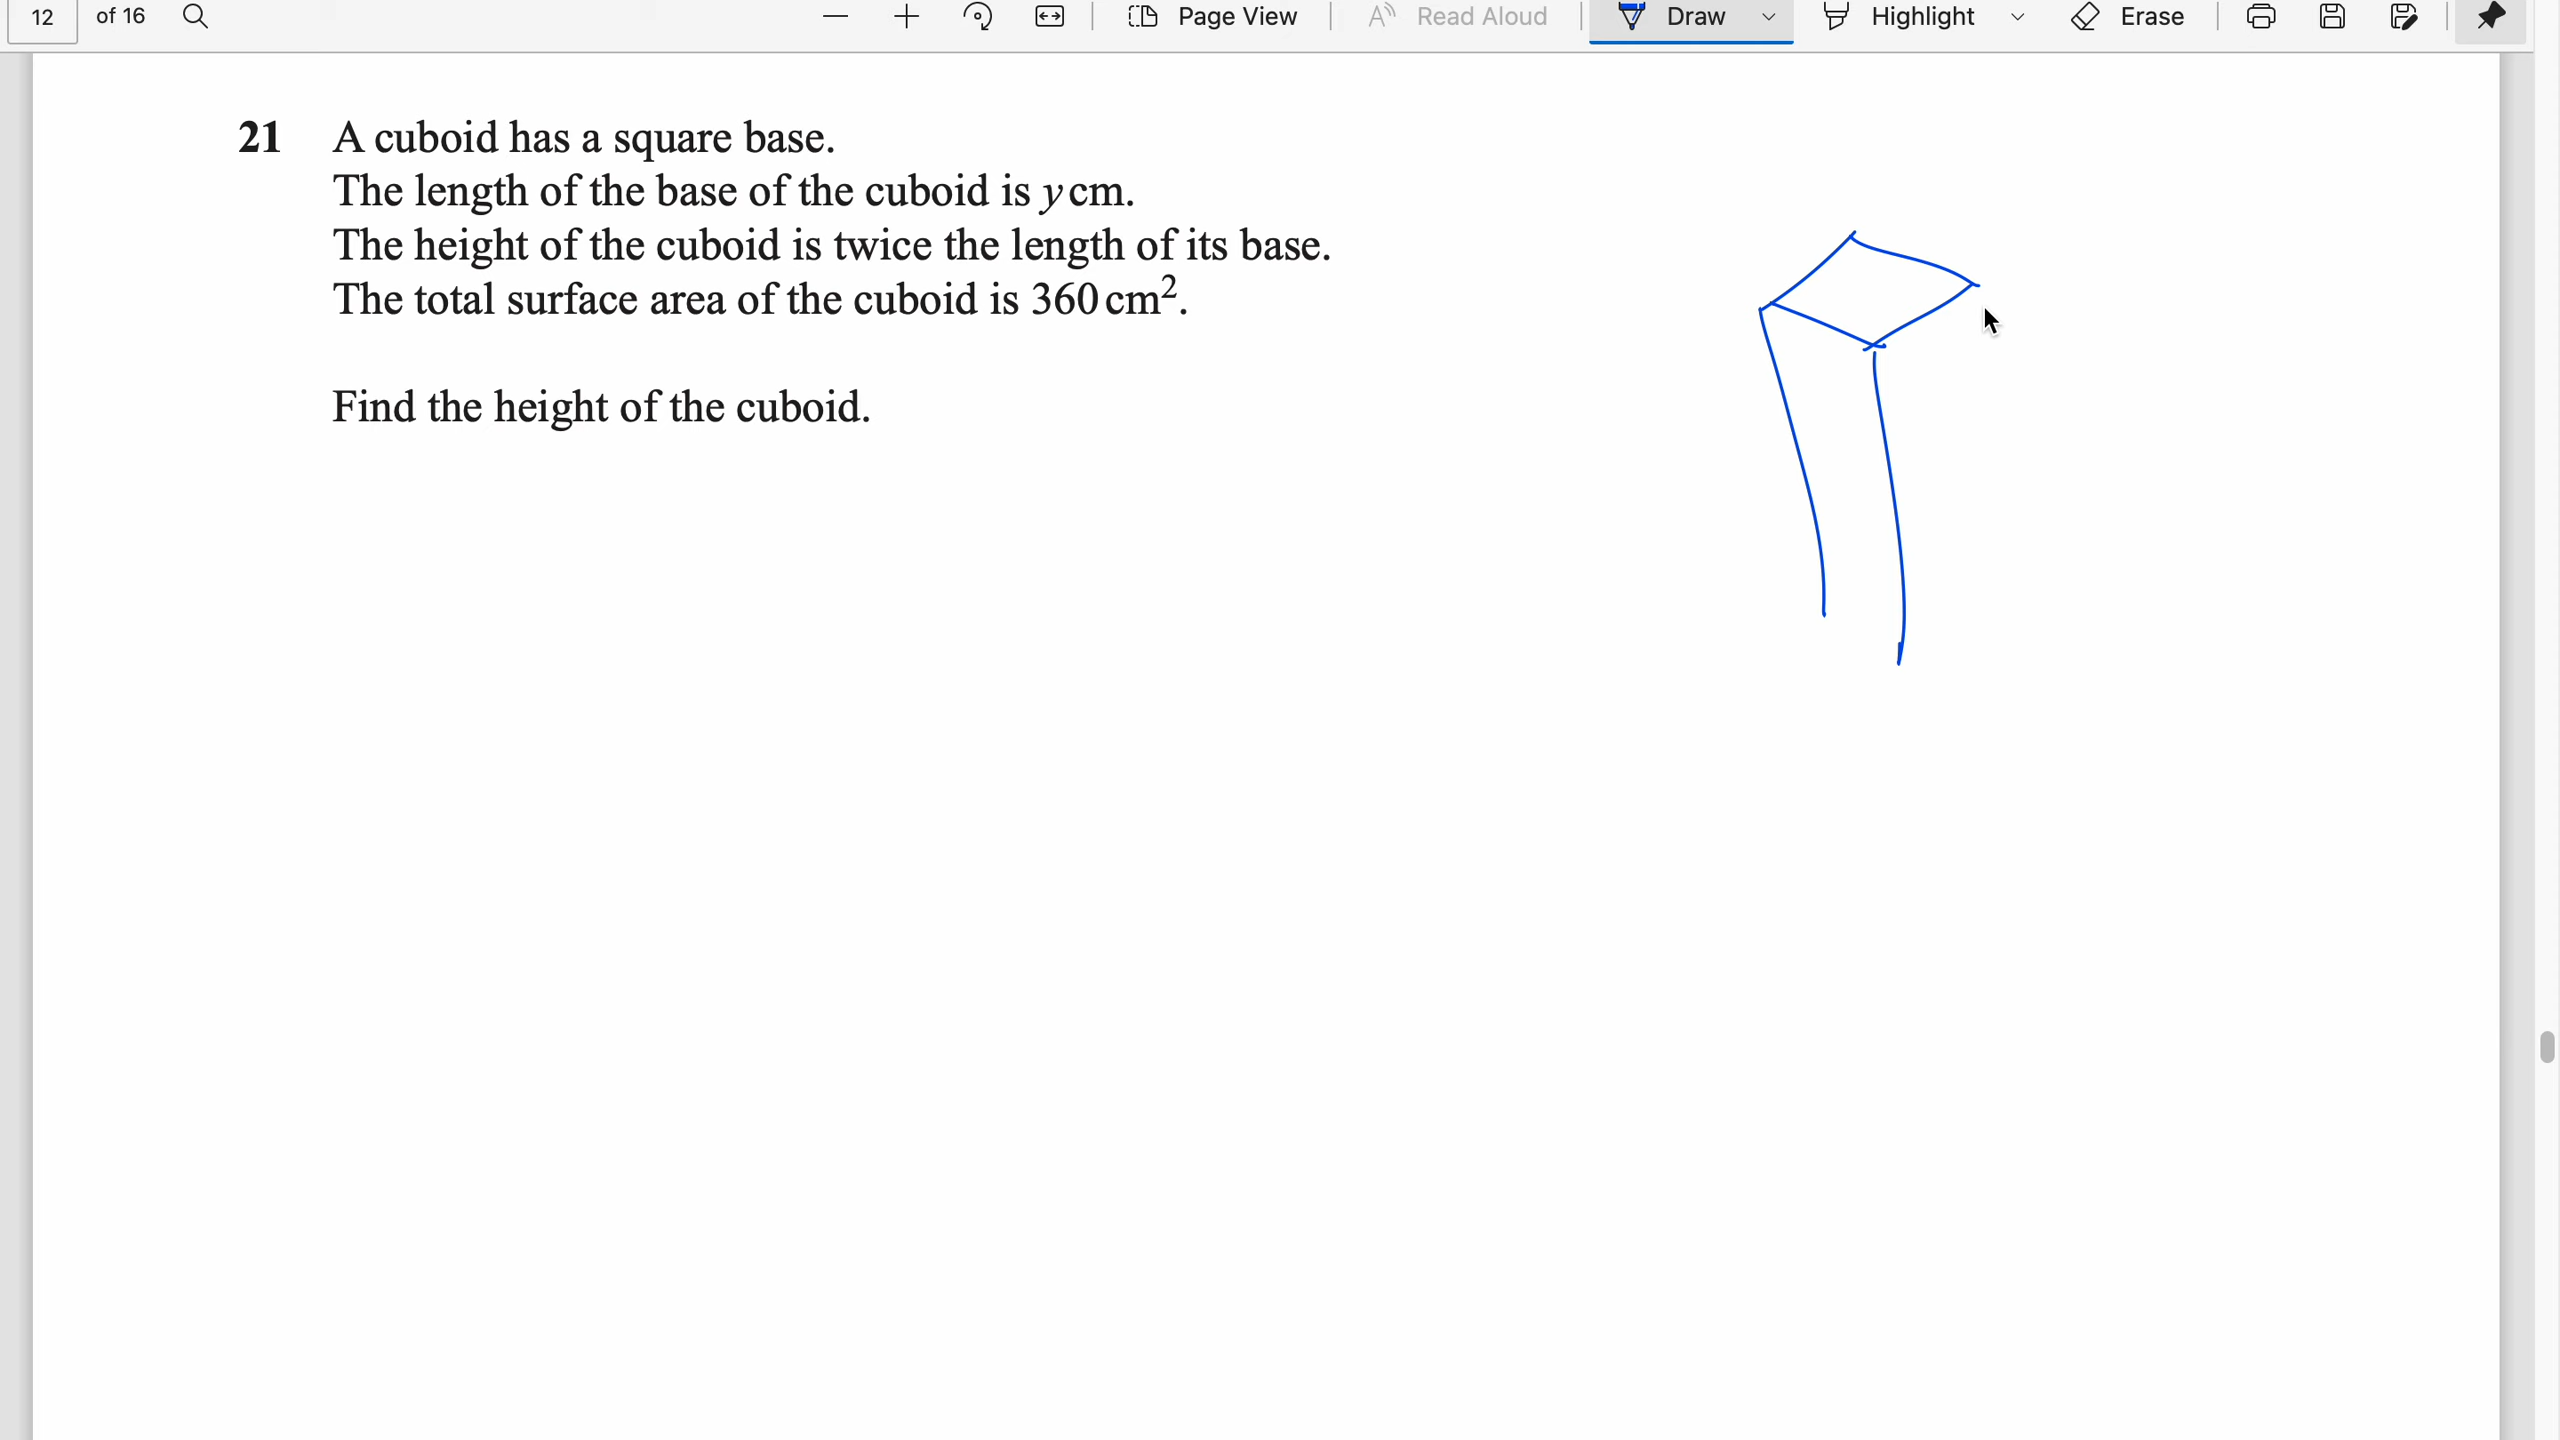 12 of 16 Page View Read Aloud Draw Highlight Erase
21 A cuboid has a square base.
The length of the base of the cuboid is y cm.
The height of the cuboid is twice the length of its base.
The total surface area of the cuboid is 360 cm².
Find the height of the cuboid.